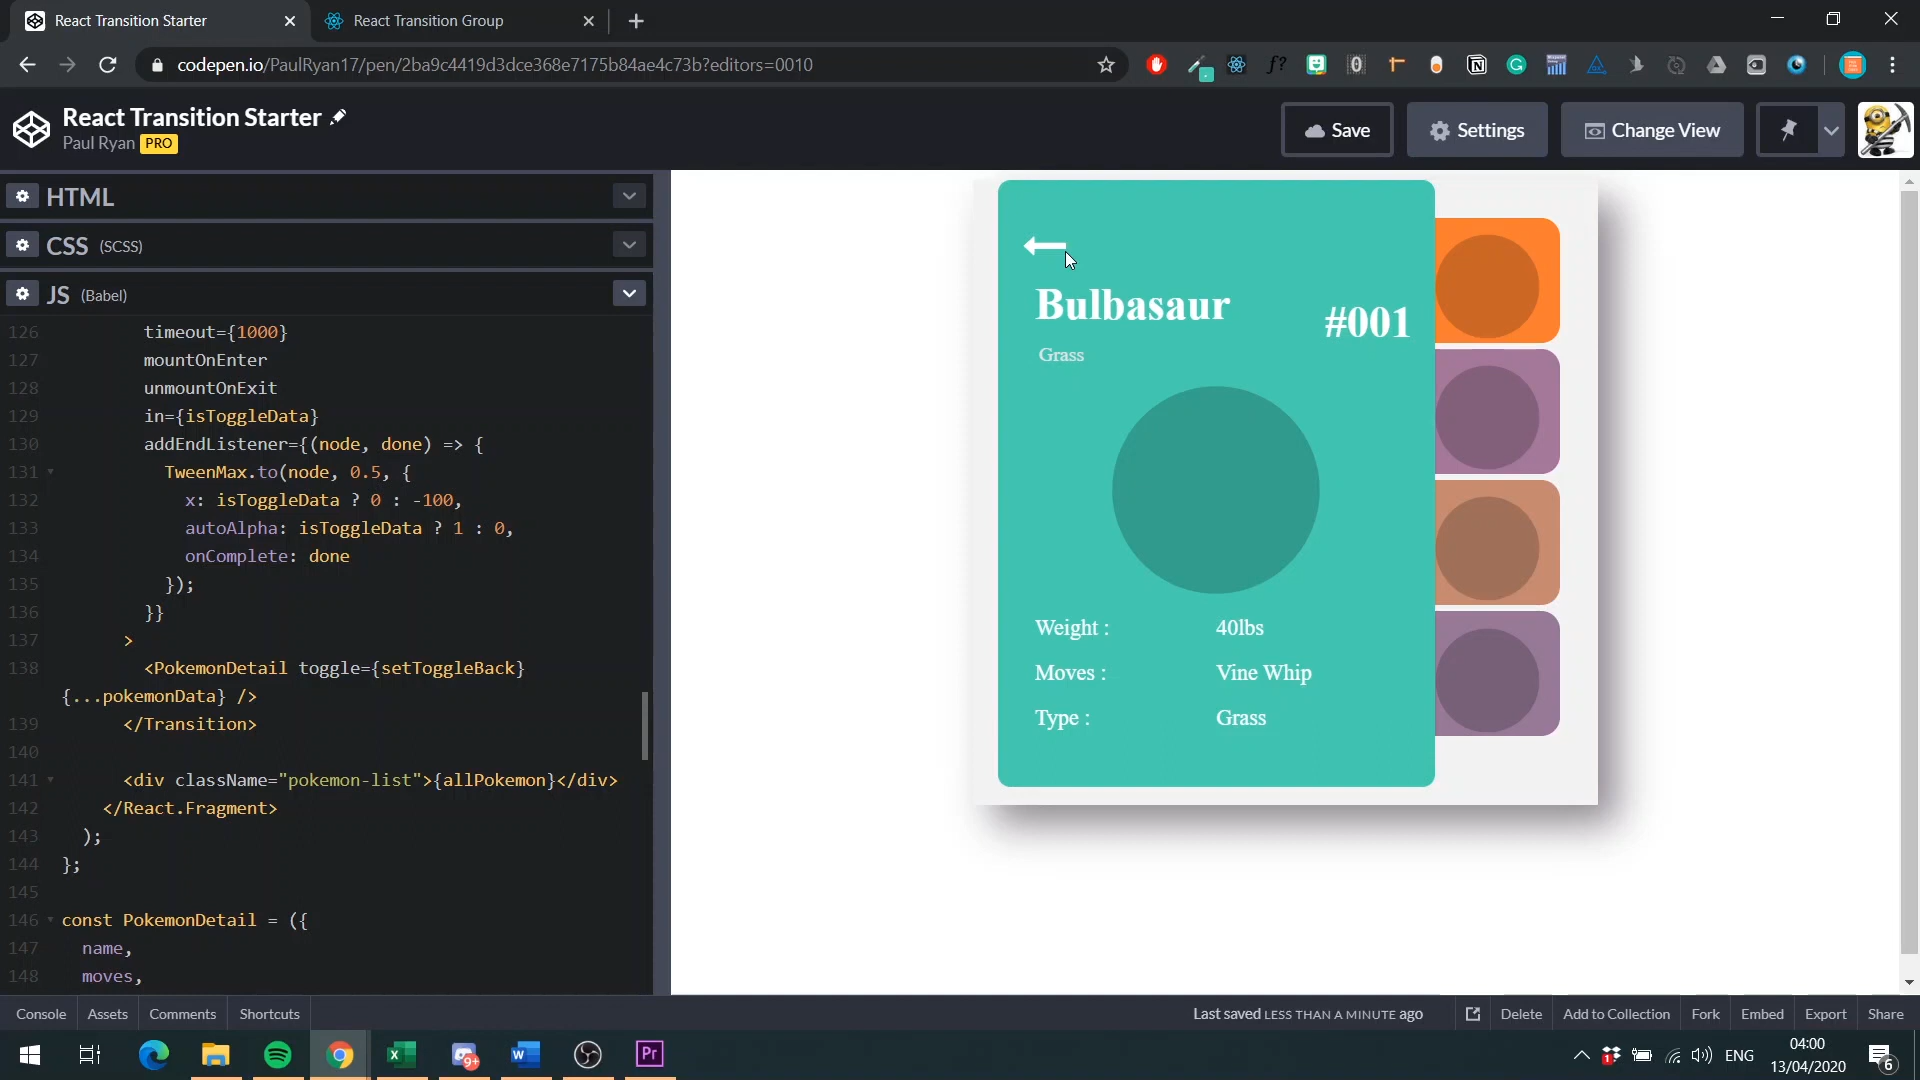 React Transition Starter
React Transition Group
codepen.io/PaulRyan17/pen/2ba9c4419d3dce368e7175b84ae4c73b?editors=0010
React Transition Starter
Paul Ryan PRO
Save
Settings
Change View
HTML
CSS (SCSS)
JS (Babel)
126 timeout={1000}
127 mountOnEnter
128 unmountOnExit
129 in={isToggleData}
130 addEndListener={(node, done) => {
131 TweenMax.to(node, 0.5, {
132 x: isToggleData ? 0 : -100,
133 autoAlpha: isToggleData ? 1 : 0,
134 onComplete: done
135 });
136 }}
137 >
138 <PokemonDetail toggle={setToggleBack}
{...pokemonData} />
139 </Transition>
140
141 <div className="pokemon-list">{allPokemon}</div>
142 </React.Fragment>
143 );
144 };
145
146 const PokemonDetail = ({
147 name,
148 moves,
Bulbasaur
#001
Grass
Weight : 40lbs
Moves : Vine Whip
Type : Grass
Console Assets Comments Shortcuts
Last saved LESS THAN A MINUTE ago
Delete Add to Collection Fork Embed Export Share
ENG
04:00
13/04/2020
6